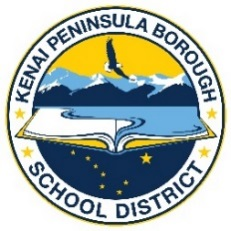 KENAI PENINSULA BOROUGH
SCHOOL DISTRICT